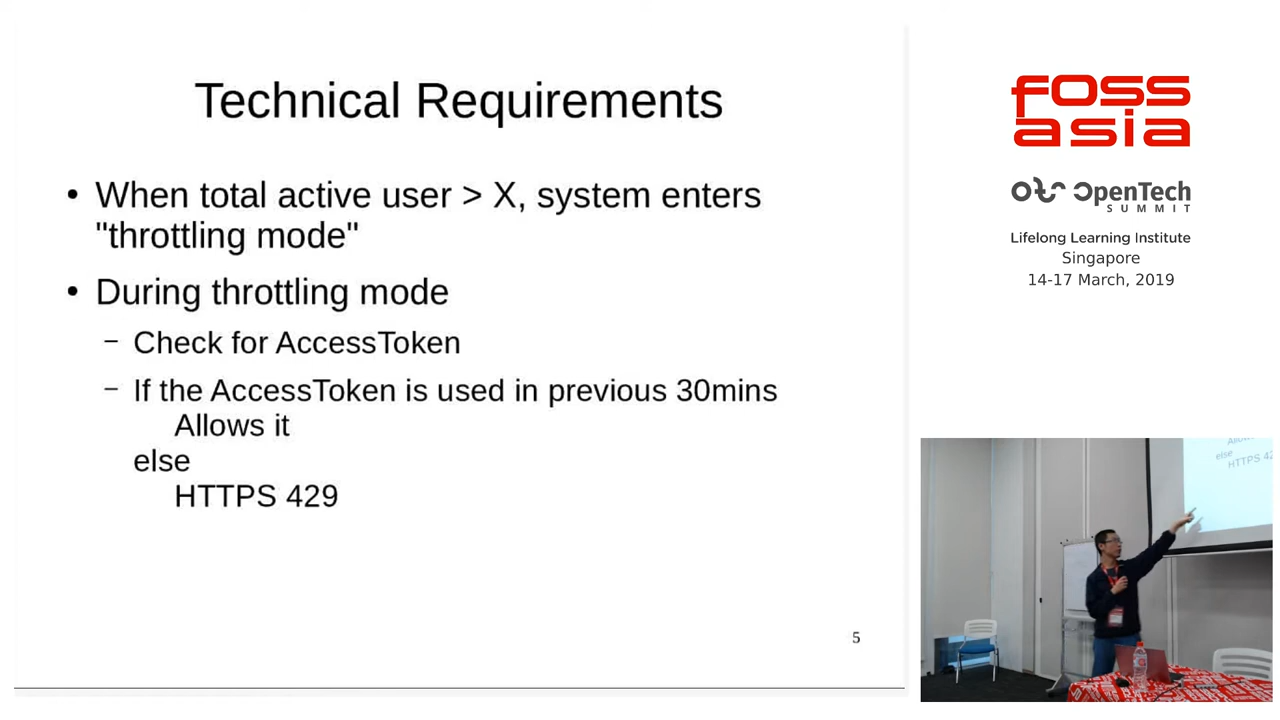 Technical Requirements
• When total active user > X, system enters
"throttling mode"
• During throttling mode
– Check for AccessToken
– If the AccessToken is used in previous 30mins
Allows it
else
HTTPS 429
5
foss
asia
OpenTech
SUMMIT
Lifelong Learning Institute
Singapore
14-17 March, 2019
else